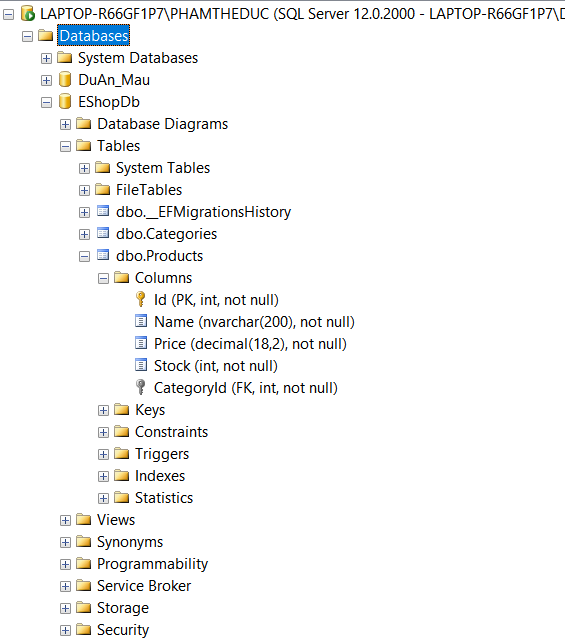 LAPTOP-R66GF1P7\PHAMTHEDUC (SQL Server 12.0.2000 - LAPTOP-R66GF1P7\
Databases
System Databases
DuAn_Mau
EShopDb
Database Diagrams
Tables
System Tables
FileTables
dbo.__EFMigrationsHistory
dbo.Categories
dbo.Products
Columns
Id (PK, int, not null)
Name (nvarchar(200), not null)
Price (decimal(18,2), not null)
Stock (int, not null)
CategoryId (FK, int, not null)
Keys
Constraints
Triggers
Indexes
Statistics
Views
Synonyms
Programmability
Service Broker
Storage
Security